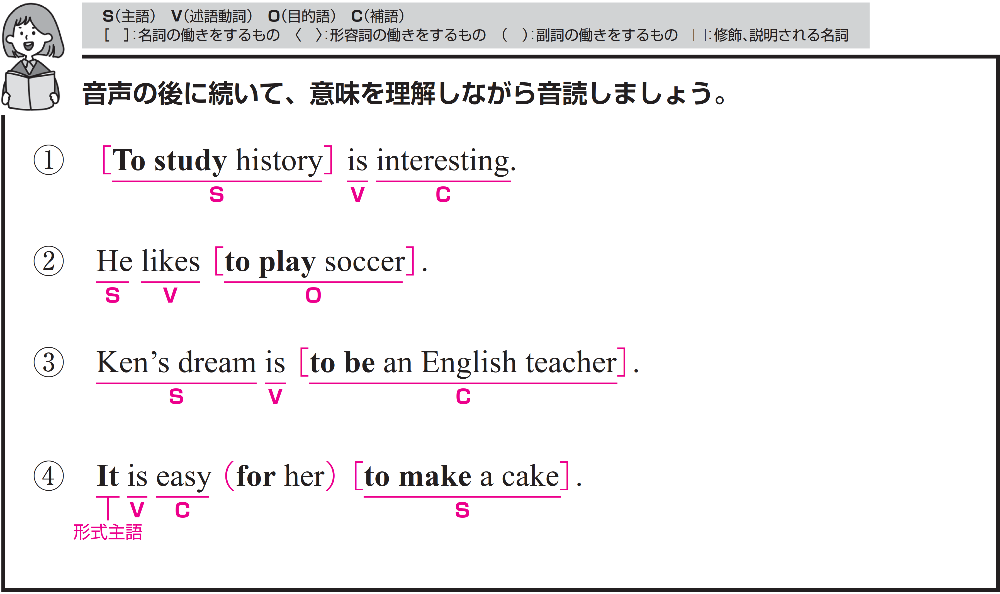 S（主語） V（述語動詞） O（目的語） C（補語）
［ ］：名詞の働きをするもの 〈 〉：形容詞の働きをするもの （ ）：副詞の働きをするもの □：修飾、説明される名詞
音声の後に続いて、意味を理解しながら音読しましょう。
① [To study history] is interesting.
S V C
② He likes [to play soccer].
S V O
③ Ken’s dream is [to be an English teacher].
S V C
④ It is easy (for her) [to make a cake].
V C S
形式主語